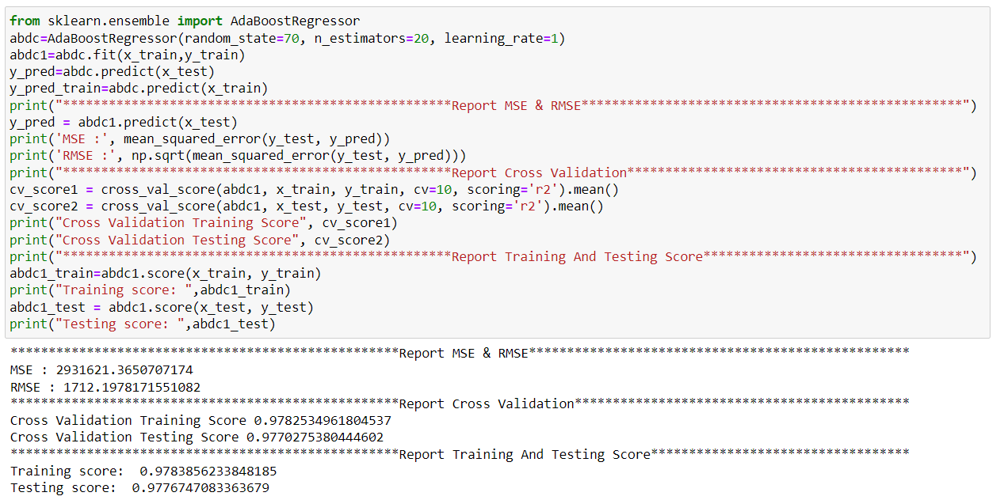 from sklearn.ensemble import AdaBoostRegressor
abdc=AdaBoostRegressor(random_state=70, n_estimators=20, learning_rate=1)
abdc1=abdc.fit(x_train,y_train)
y_pred=abdc.predict(x_test)
y_pred_train=abdc.predict(x_train)
print("***************************************************Report MSE & RMSE**************************************************")
y_pred = abdc1.predict(x_test)
print('MSE :', mean_squared_error(y_test, y_pred))
print('RMSE :', np.sqrt(mean_squared_error(y_test, y_pred)))
print("***************************************************Report Cross Validation********************************************")
cv_score1 = cross_val_score(abdc1, x_train, y_train, cv=10, scoring='r2').mean()
cv_score2 = cross_val_score(abdc1, x_test, y_test, cv=10, scoring='r2').mean()
print("Cross Validation Training Score", cv_score1)
print("Cross Validation Testing Score", cv_score2)
print("***************************************************Report Training And Testing Score**********************************")
abdc1_train=abdc1.score(x_train, y_train)
print("Training score: ",abdc1_train)
abdc1_test = abdc1.score(x_test, y_test)
print("Testing score: ",abdc1_test)
***************************************************Report MSE & RMSE**************************************************
MSE : 2931621.3650707174
RMSE : 1712.1978171551082
***************************************************Report Cross Validation********************************************
Cross Validation Training Score 0.9782534961804537
Cross Validation Testing Score 0.9770275380444602
***************************************************Report Training And Testing Score**********************************
Training score:  0.9783856233848185
Testing score:  0.9776747083363679